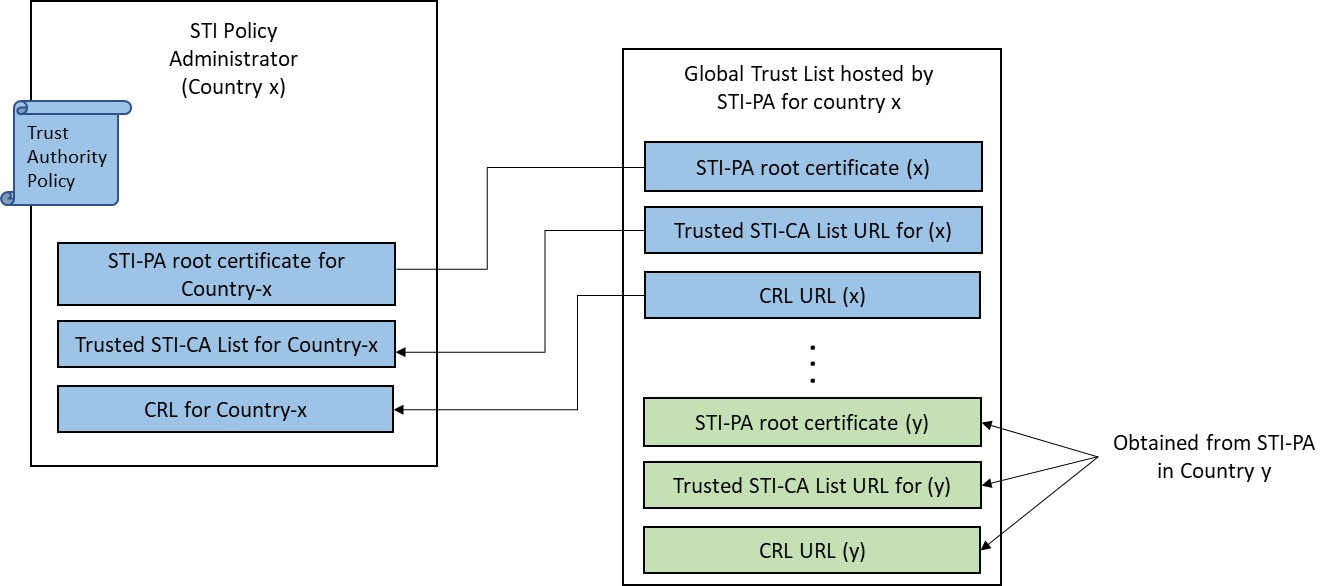 STI Policy
Administrator
(Country x)
Trust
Authority
Policy
STI-PA root certificate for
Country-x
Trusted STI-CA List for Country-x
CRL for Country-x
Global Trust List hosted by
STI-PA for country x
STI-PA root certificate (x)
Trusted STI-CA List URL for (x)
CRL URL (x)
STI-PA root certificate (y)
Trusted STI-CA List URL for (y)
CRL URL (y)
Obtained from STI-PA
in Country y